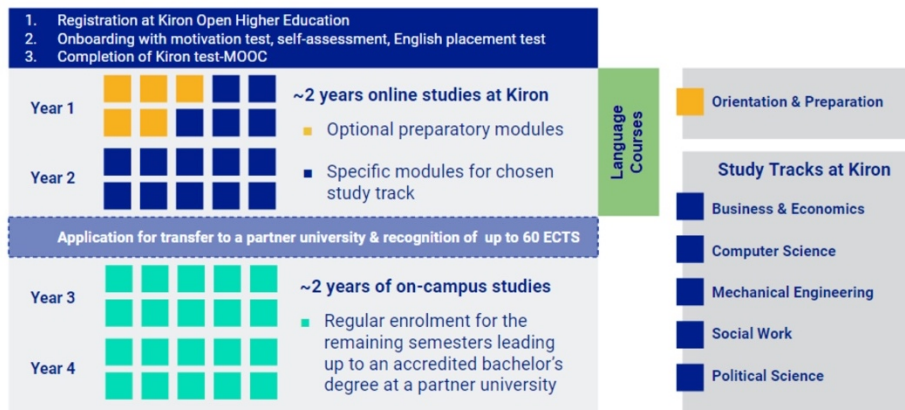 1. Registration at Kiron Open Higher Education
2. Onboarding with motivation test, self-assessment, English placement test
3. Completion of Kiron test-MOOC
Year 1
Year 2
~2 years online studies at Kiron
Optional preparatory modules
Specific modules for chosen
study track
Language
Courses
Application for transfer to a partner university & recognition of up to 60 ECTS
Year 3
Year 4
~2 years of on-campus studies
Regular enrolment for the
remaining semesters leading
up to an accredited bachelor's
degree at a partner university
Orientation & Preparation
Study Tracks at Kiron
Business & Economics
Computer Science
Mechanical Engineering
Social Work
Political Science